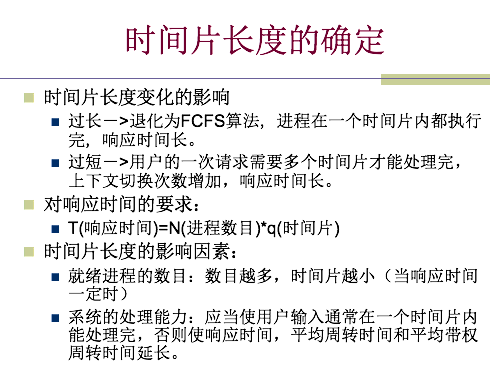 时间片长度的确定
时间片长度变化的影响
过长－>退化为FCFS算法，进程在一个时间片内都执行
完，响应时间长。
过短－>用户的一次请求需要多个时间片才能处理完，
上下文切换次数增加，响应时间长。
对响应时间的要求：
T(响应时间)=N(进程数目)*q(时间片)
时间片长度的影响因素：
就绪进程的数目：数目越多，时间片越小（当响应时间
一定时）
系统的处理能力：应当使用户输入通常在一个时间片内
能处理完，否则使响应时间，平均周转时间和平均带权
周转时间延长。